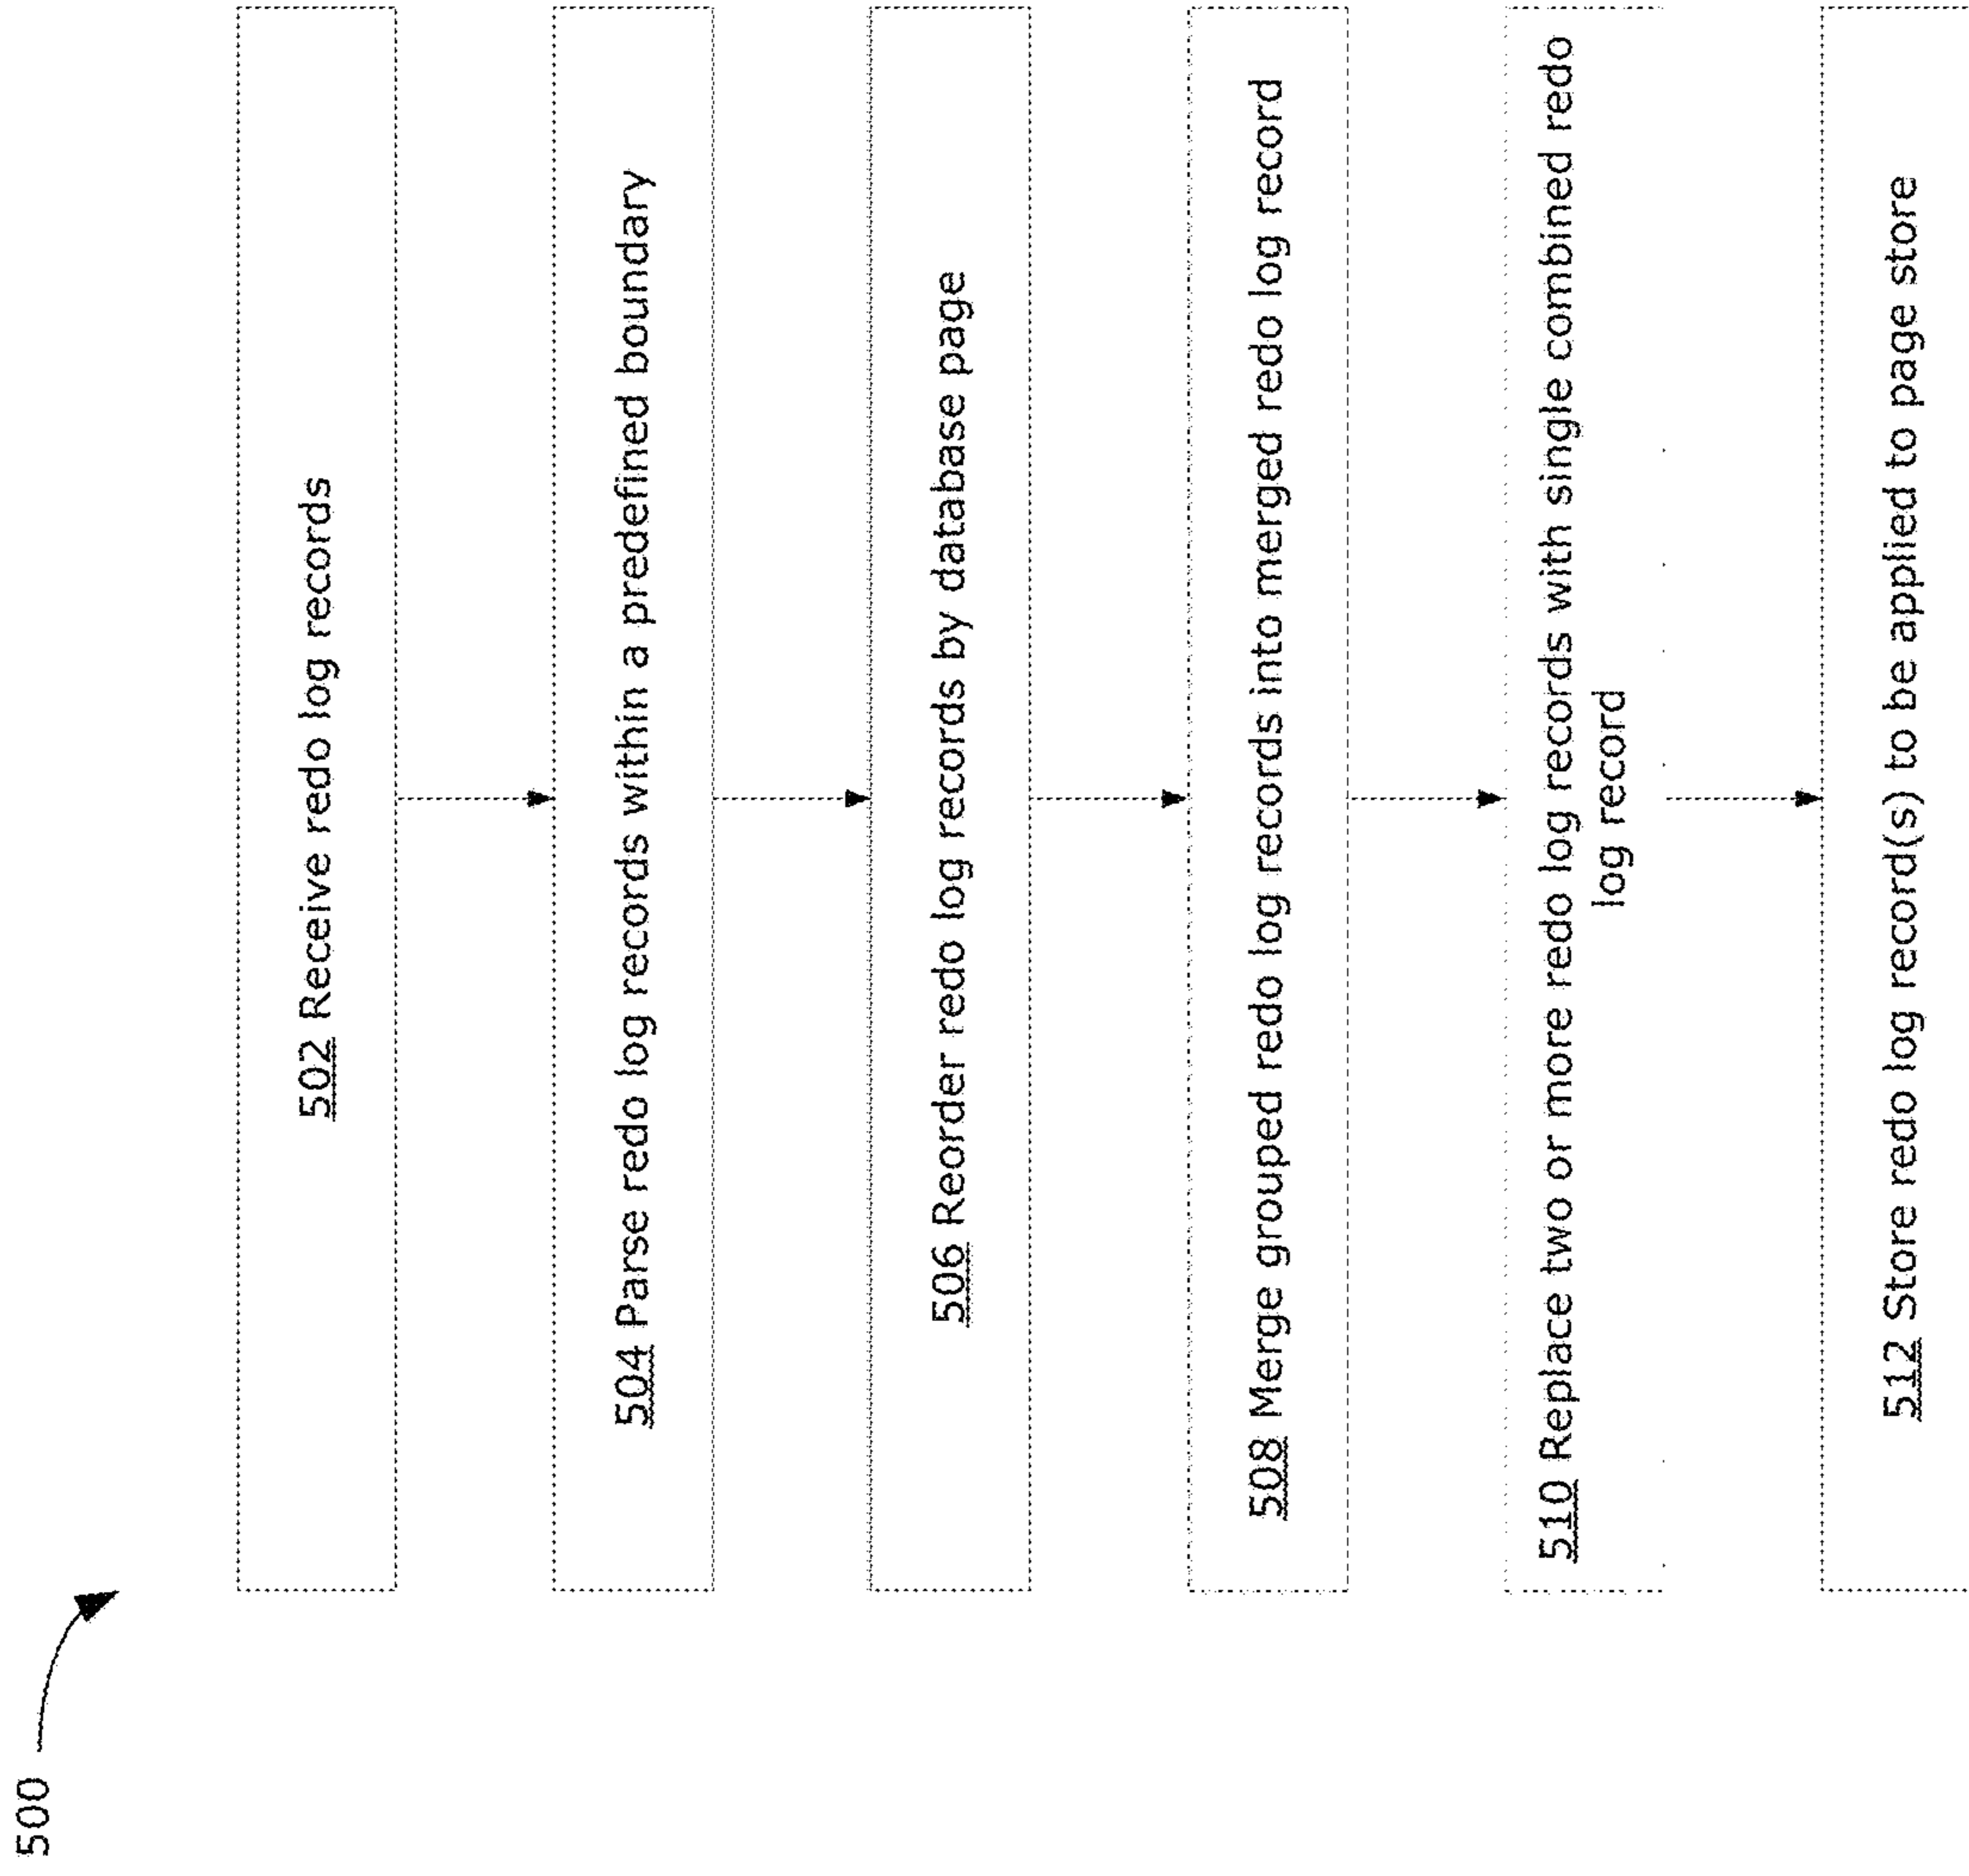 500
502 Receive redo log records
504 Parse redo log records within a predefined boundary
506 Reorder redo log records by database page
508 Merge grouped redo log records into merged redo log record
510 Replace two or more redo log records with single combined redo
log record
512 Store redo log record(s) to be applied to page store